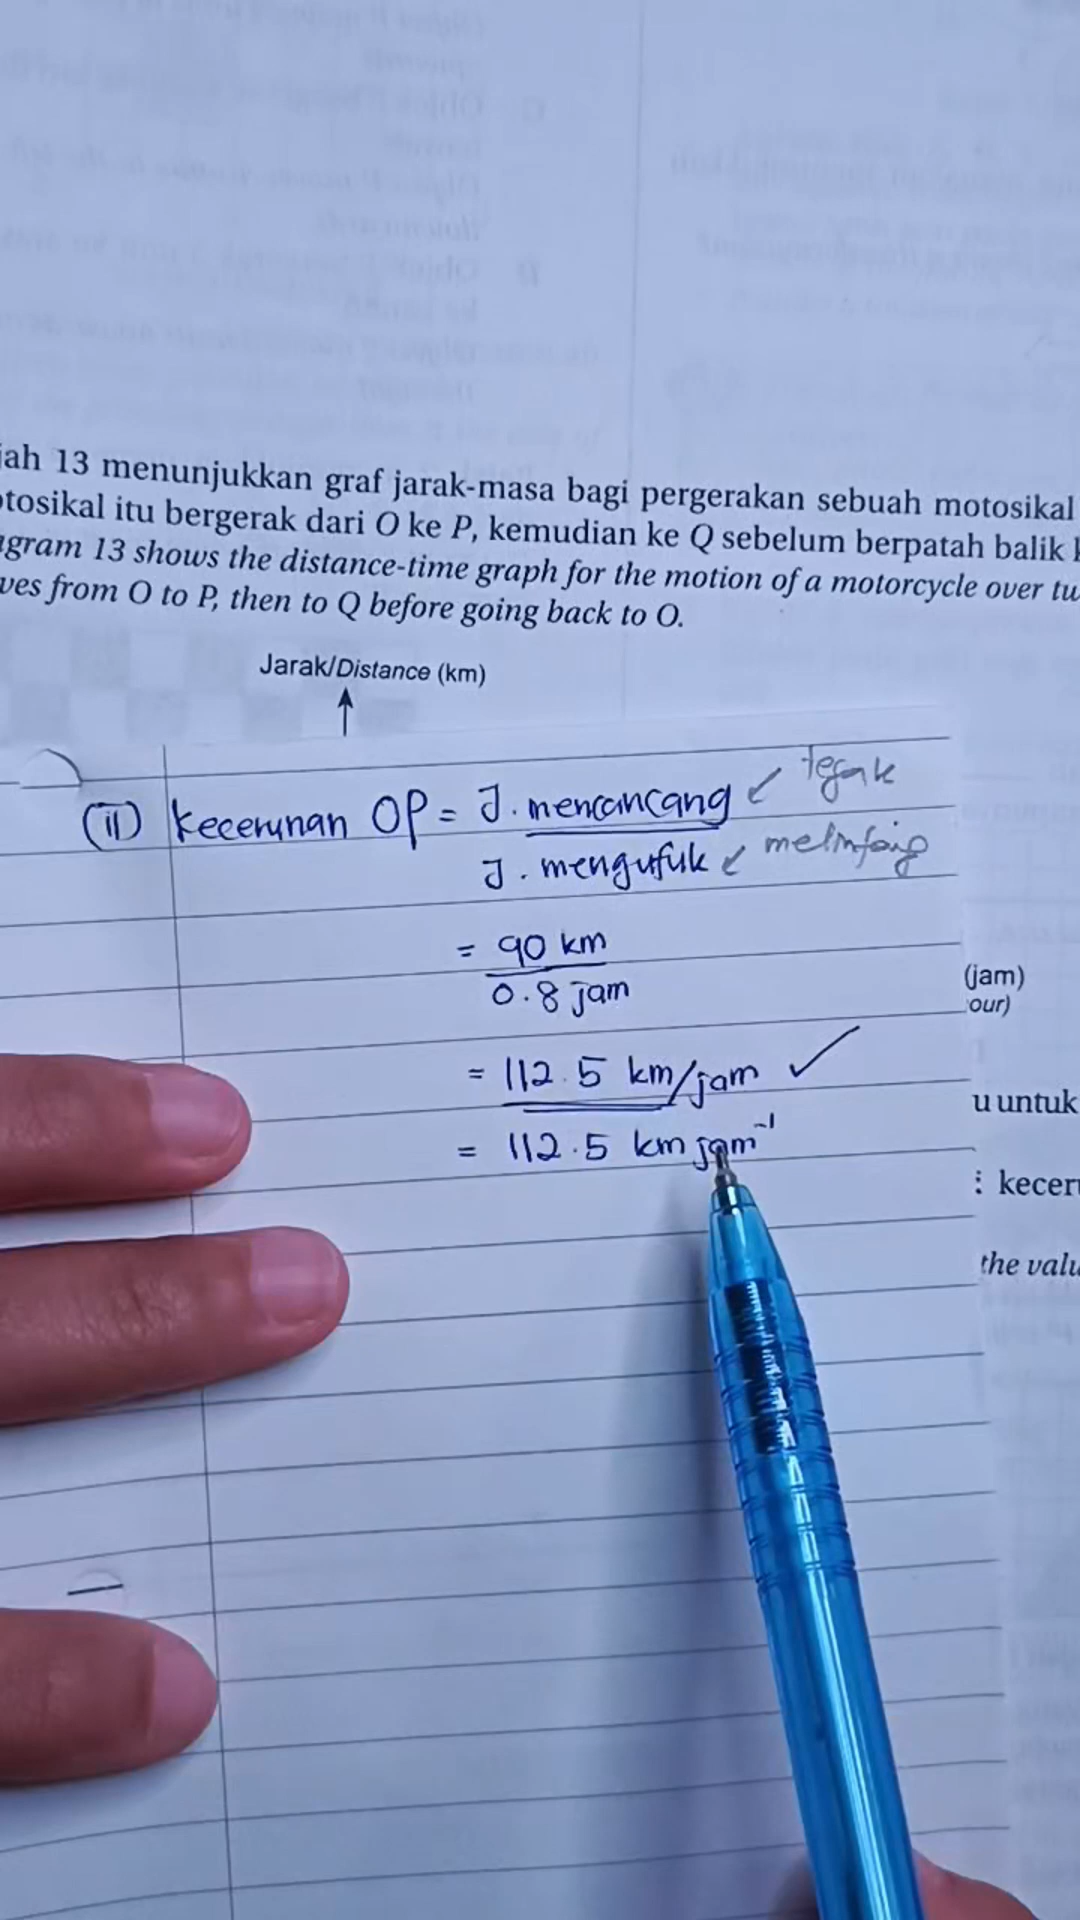 jah 13 menunjukkan graf jarak-masa bagi pergerakan sebuah motosikal
otosikal itu bergerak dari O ke P, kemudian ke Q sebelum berpatah balik k
agram 13 shows the distance-time graph for the motion of a motorcycle over tw
ves from O to P, then to Q before going back to O.
Jarak/Distance (km)
(ii) Kecerunan OP = J. mencancang ✓ tegak
J. mengufuk ✓ melintang
= 90 km
0.8 jam
(jam)
our)
= 112.5 km/jam ✓
u untuk
= 112.5 km jam⁻¹
: kecer
the valu